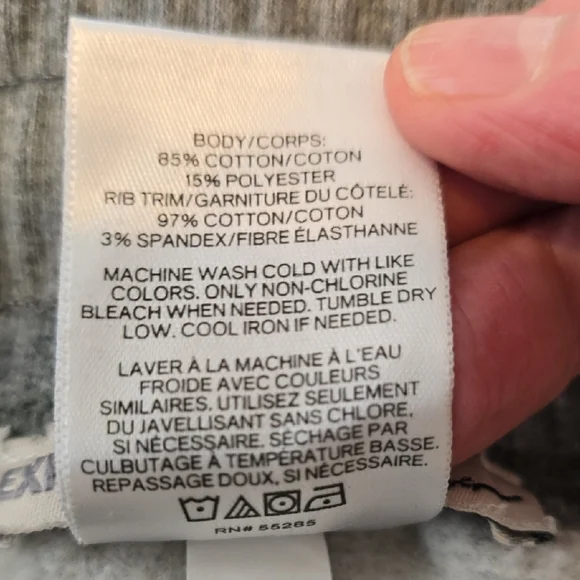 BODY/CORPS:
85% COTTON/COTON
15% POLYESTER
RIB TRIM/GARNITURE DU CÔTELÉ:
97% COTTON/COTON
3% SPANDEX/FIBRE ÉLASTHANNE
MACHINE WASH COLD WITH LIKE
COLORS. ONLY NON-CHLORINE
BLEACH WHEN NEEDED. TUMBLE DRY
LOW. COOL IRON IF NEEDED.
LAVER À LA MACHINE À L'EAU
FROIDE AVEC COULEURS
SIMILAIRES. UTILISEZ SEULEMENT
DU JAVELLISANT SANS CHLORE,
SI NÉCESSAIRE. SÉCHAGE PAR
CULBUTAGE À TEMPÉRATURE BASSE.
REPASSAGE DOUX, SI NÉCESSAIRE.
RN# 55285